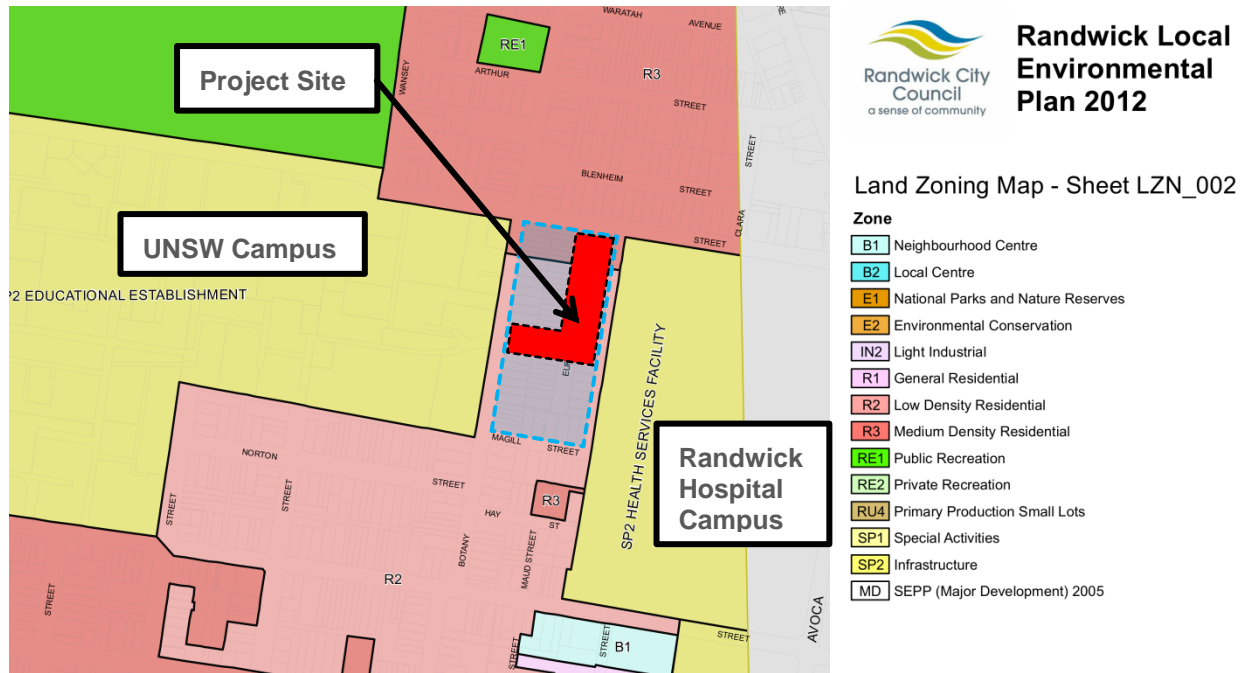 WARATAH
AVENUE
RE1
ARTHUR
R3
STREET
WANSEY
Project Site
STREET
BLENHEIM
STREET
CLARA
STREET
UNSW Campus
P2 EDUCATIONAL ESTABLISHMENT
SP2 HEALTH SERVICES FACILITY
MAGILL
STREET
NORTON
STREET
STREET
STREET
HAY
R3
ST
BOTANY
MAUD STREET
Randwick
Hospital
Campus
R2
STREET
STREET
STREET
B1
STREET
AVOCA
Randwick City
Council
a sense of community
Randwick Local
Environmental
Plan 2012
Land Zoning Map - Sheet LZN_002
Zone
B1 Neighbourhood Centre
B2 Local Centre
E1 National Parks and Nature Reserves
E2 Environmental Conservation
IN2 Light Industrial
R1 General Residential
R2 Low Density Residential
R3 Medium Density Residential
RE1 Public Recreation
RE2 Private Recreation
RU4 Primary Production Small Lots
SP1 Special Activities
SP2 Infrastructure
MD SEPP (Major Development) 2005